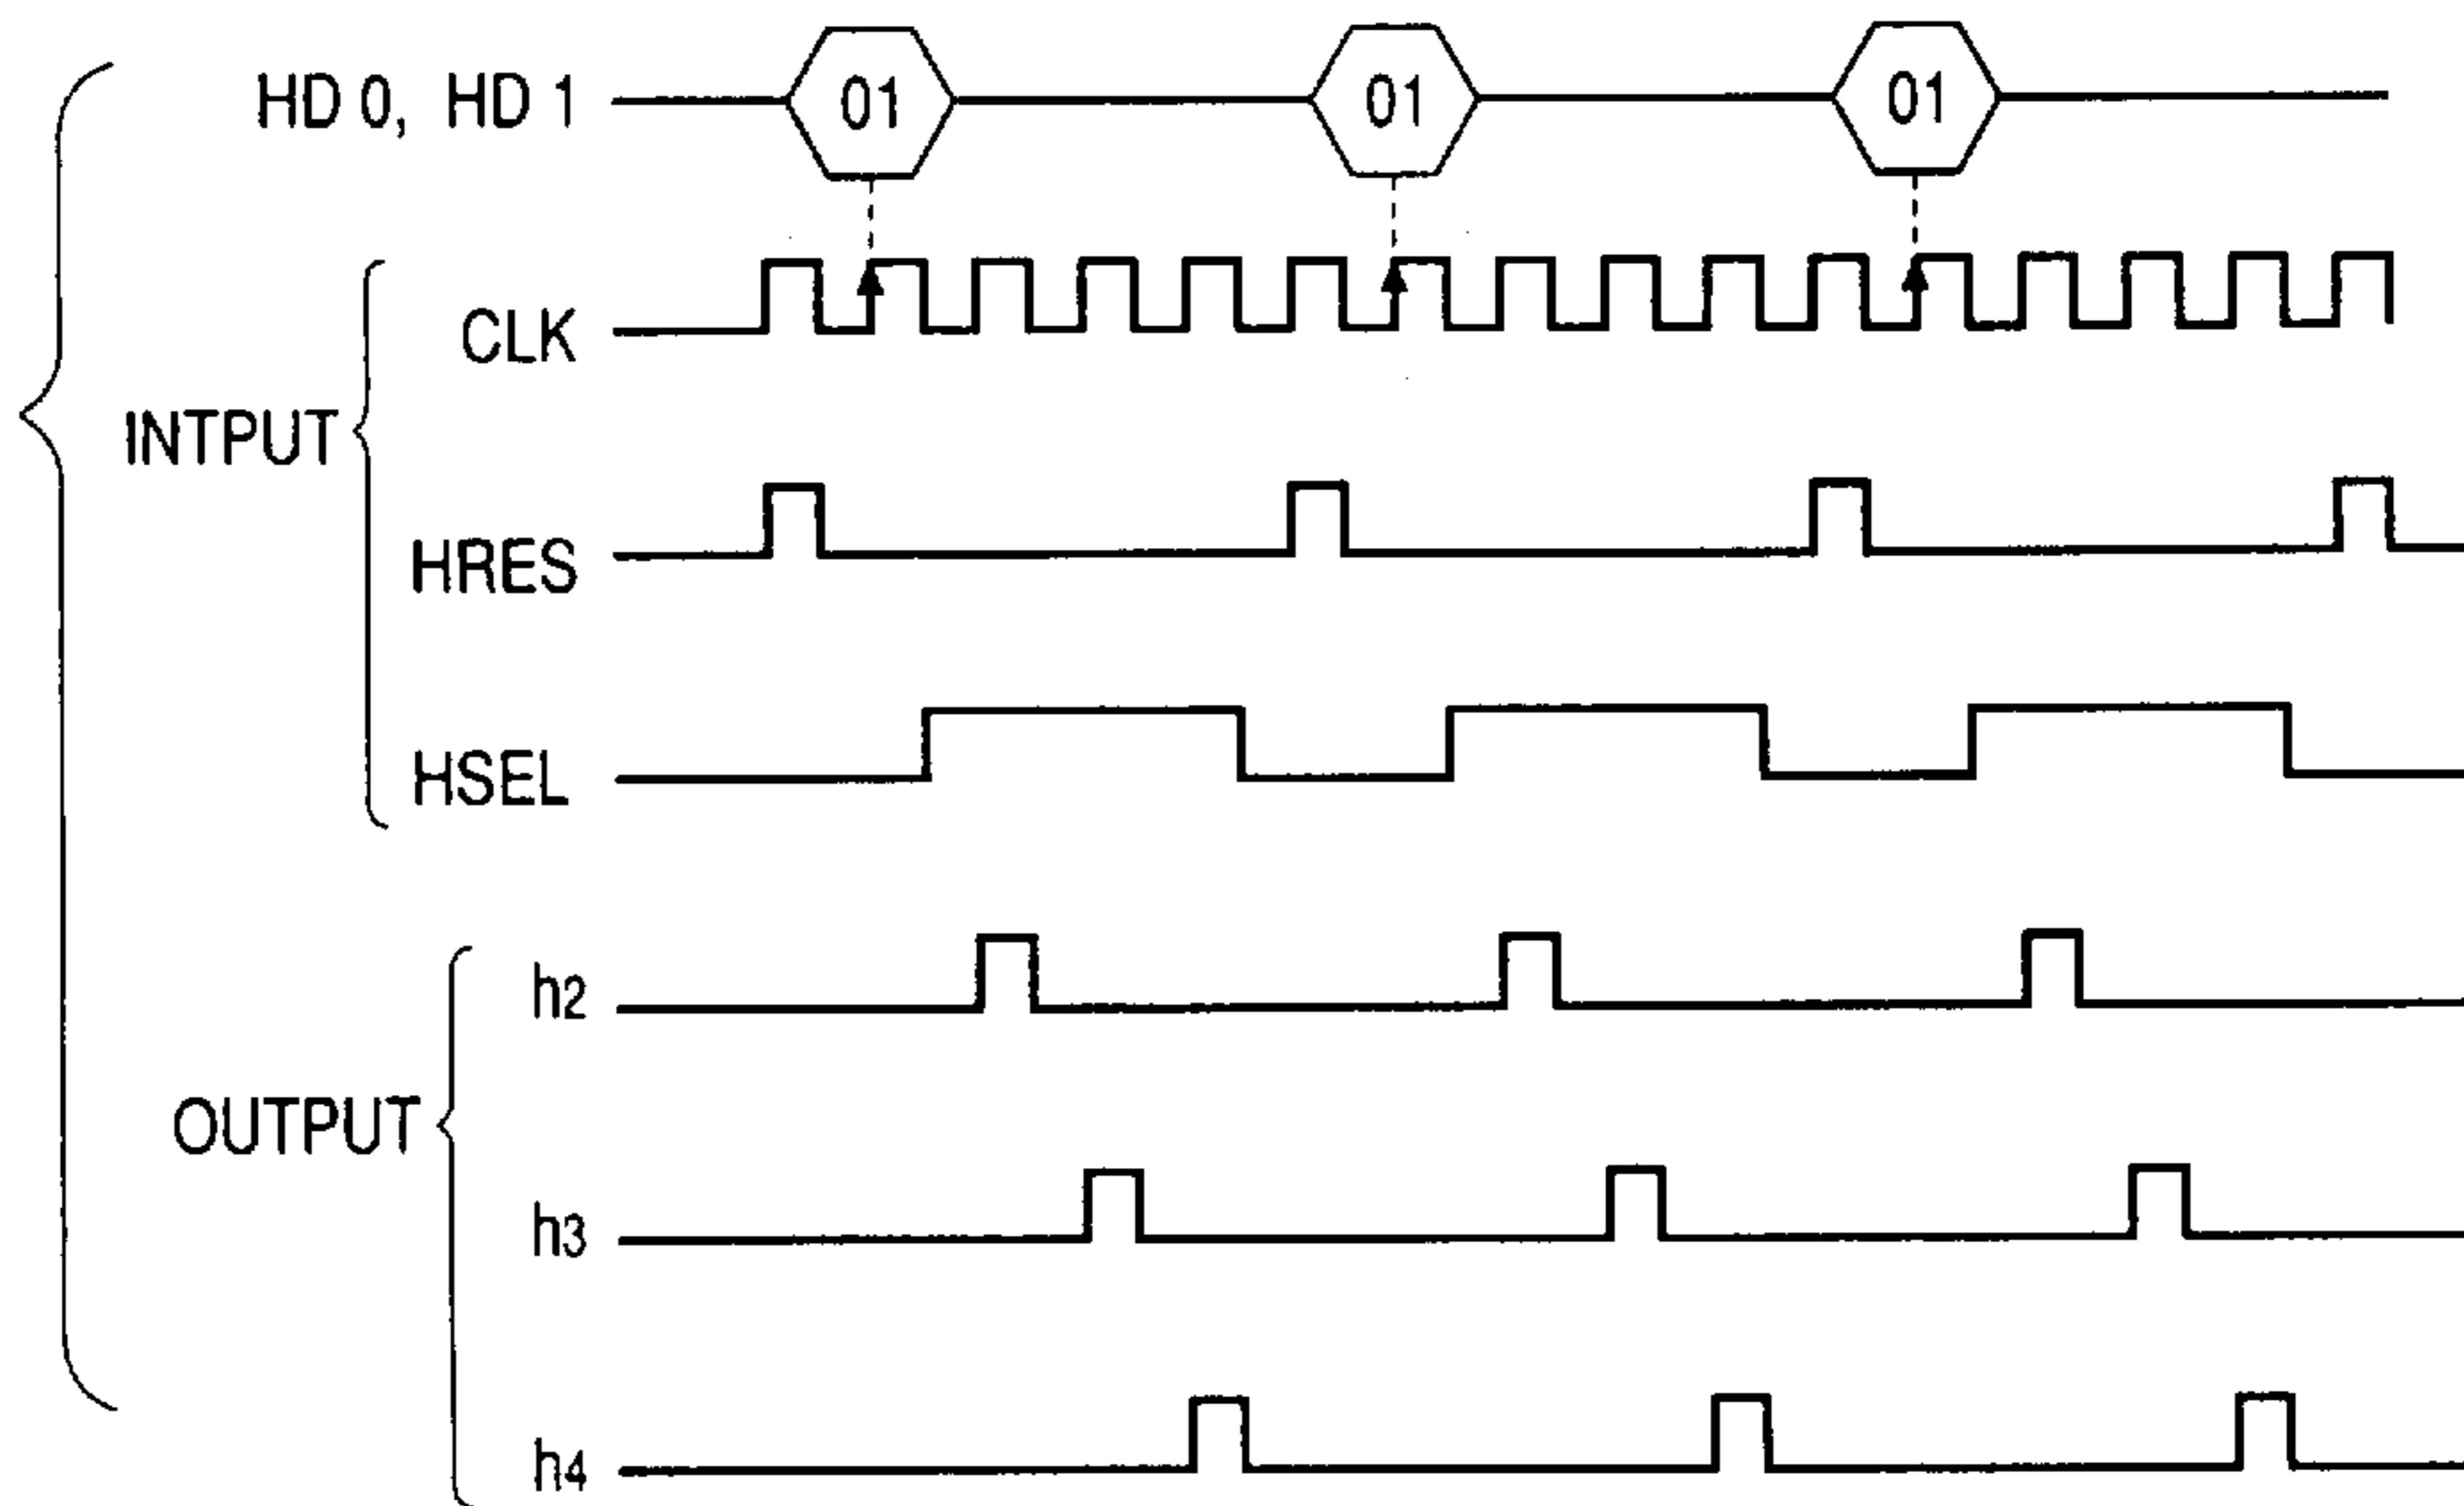 HD 0, HD 1 01 01 01
CLK
INTPUT
HRES
HSEL
h2
OUTPUT
h3
h4